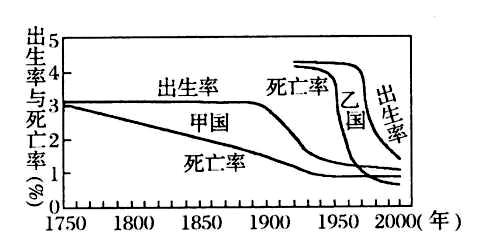 出生率与死亡率(%)
5
4
3
2
1
0
出生率
甲国
死亡率
死亡率
乙国
出生率
1750 1800 1850 1900 1950 2000(年)